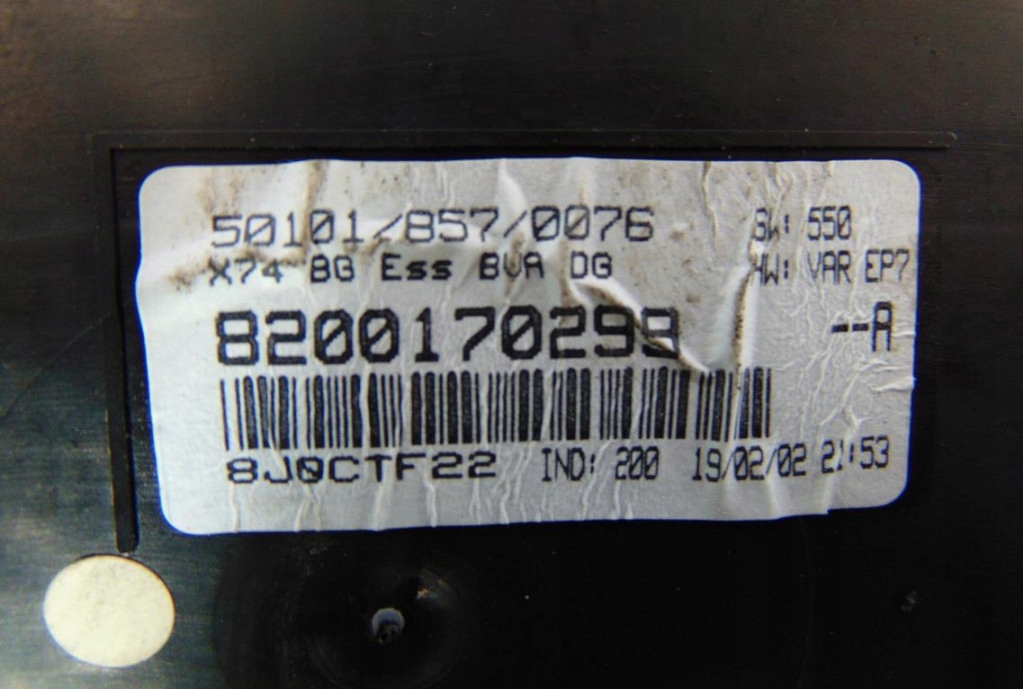 50101/857/0076 SW: 550
X74 BG Ess BVA DG HW: VAR EP7
8200170299 --A
8J0CTF22 IND: 200 19/02/02 21:53